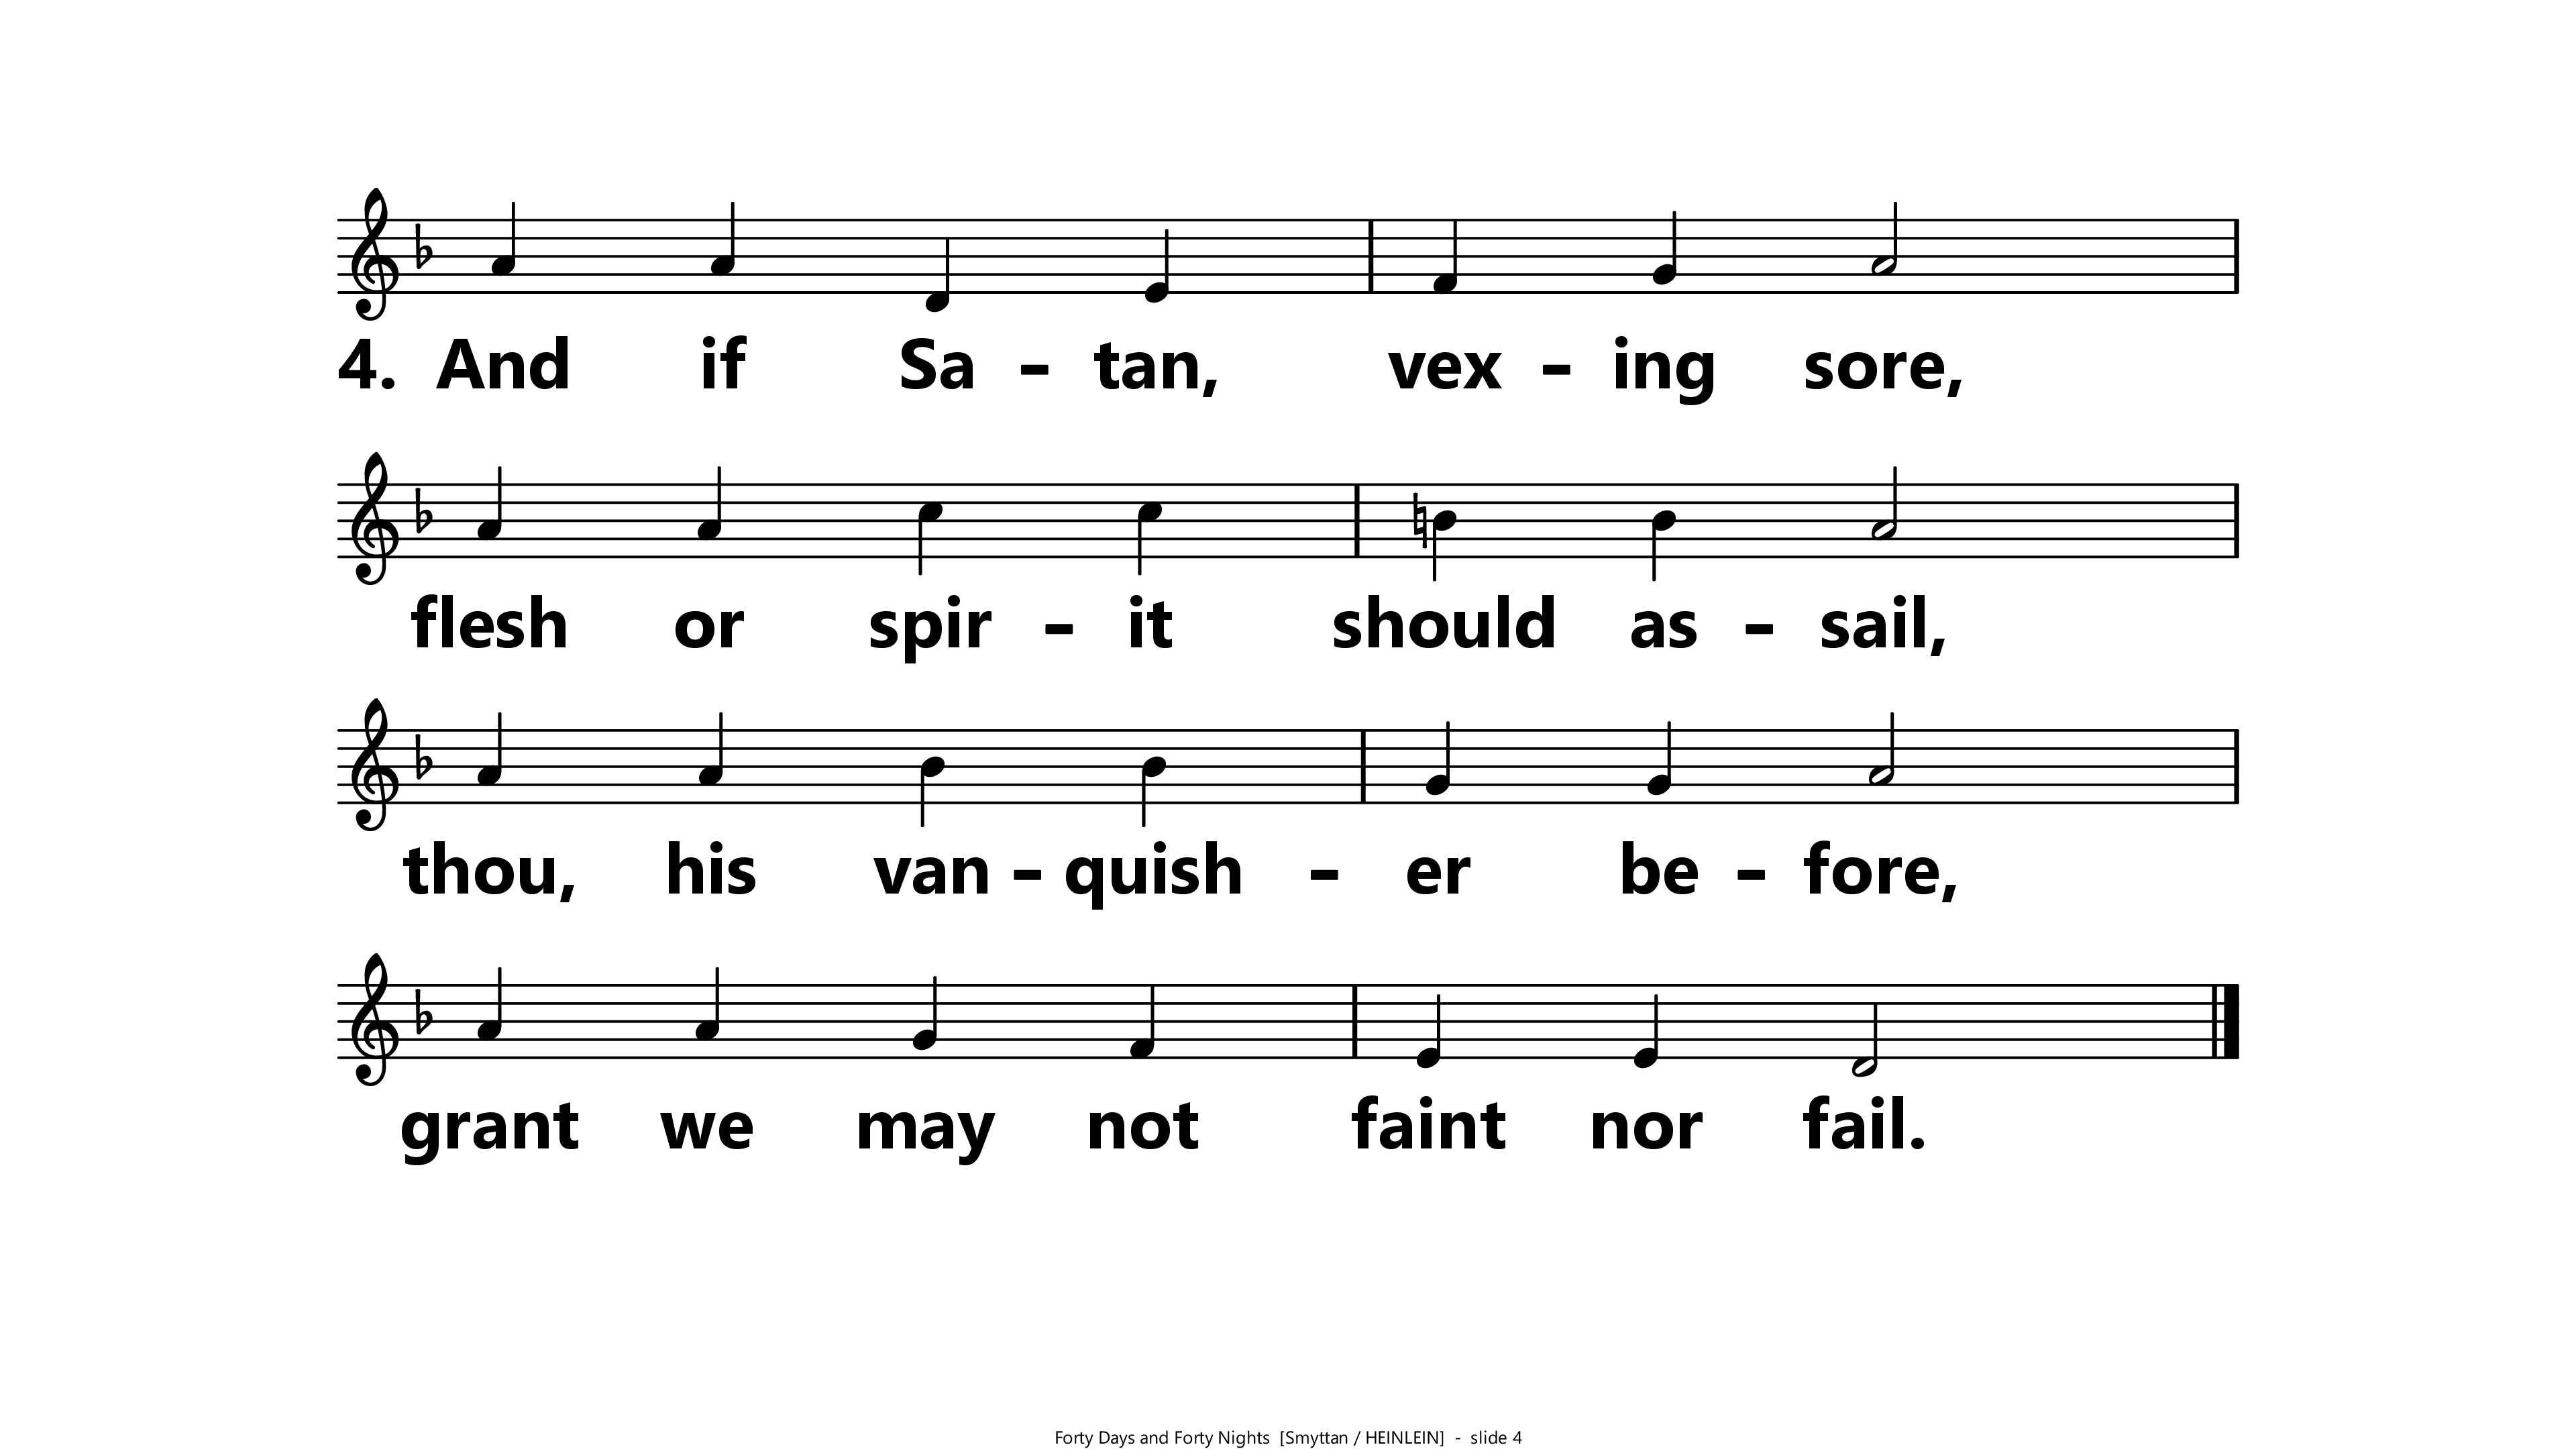 4. And if Sa - tan, vex - ing sore,
flesh or spir - it should as - sail,
thou, his van - quish - er be - fore,
grant we may not faint nor fail.
Forty Days and Forty Nights [Smyttan / HEINLEIN] - slide 4